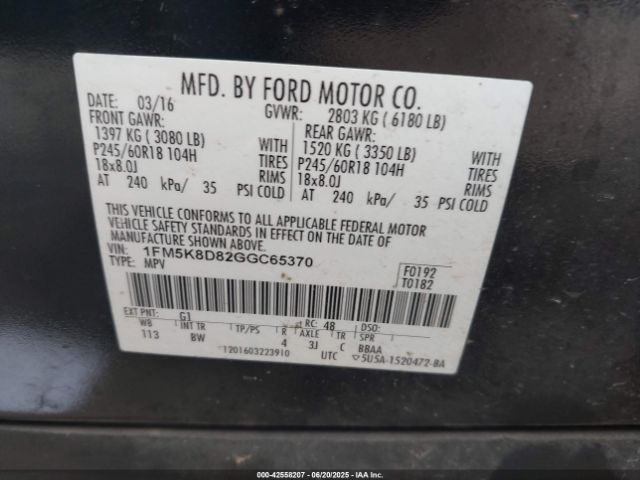 MFD. BY FORD MOTOR CO.
DATE: 03/16 GVWR: 2803 KG ( 6180 LB)
FRONT GAWR: REAR GAWR:
1397 KG ( 3080 LB) WITH 1520 KG ( 3350 LB) WITH
P245/60R18 104H TIRES P245/60R18 104H TIRES
18x8.0J RIMS 18x8.0J RIMS
AT 240 kPa/ 35 PSI COLD AT 240 kPa/ 35 PSI COLD
THIS VEHICLE CONFORMS TO ALL APPLICABLE FEDERAL MOTOR
VEHICLE SAFETY STANDARDS IN EFFECT ON THE DATE OF
MANUFACTURE SHOWN ABOVE.
VIN: 1FM5K8D82GGC65370 F0192
TYPE: MPV T0182
EXT PNT: G1 RC: 48 DSO:
WB INT TR TP/PS R AXLE TR SPR
113 BW 4 3J C BBAA
1201603223910 UTC ▽5U5A-1520472-BA
000-42558207 - 06/20/2025 - IAAI.COM